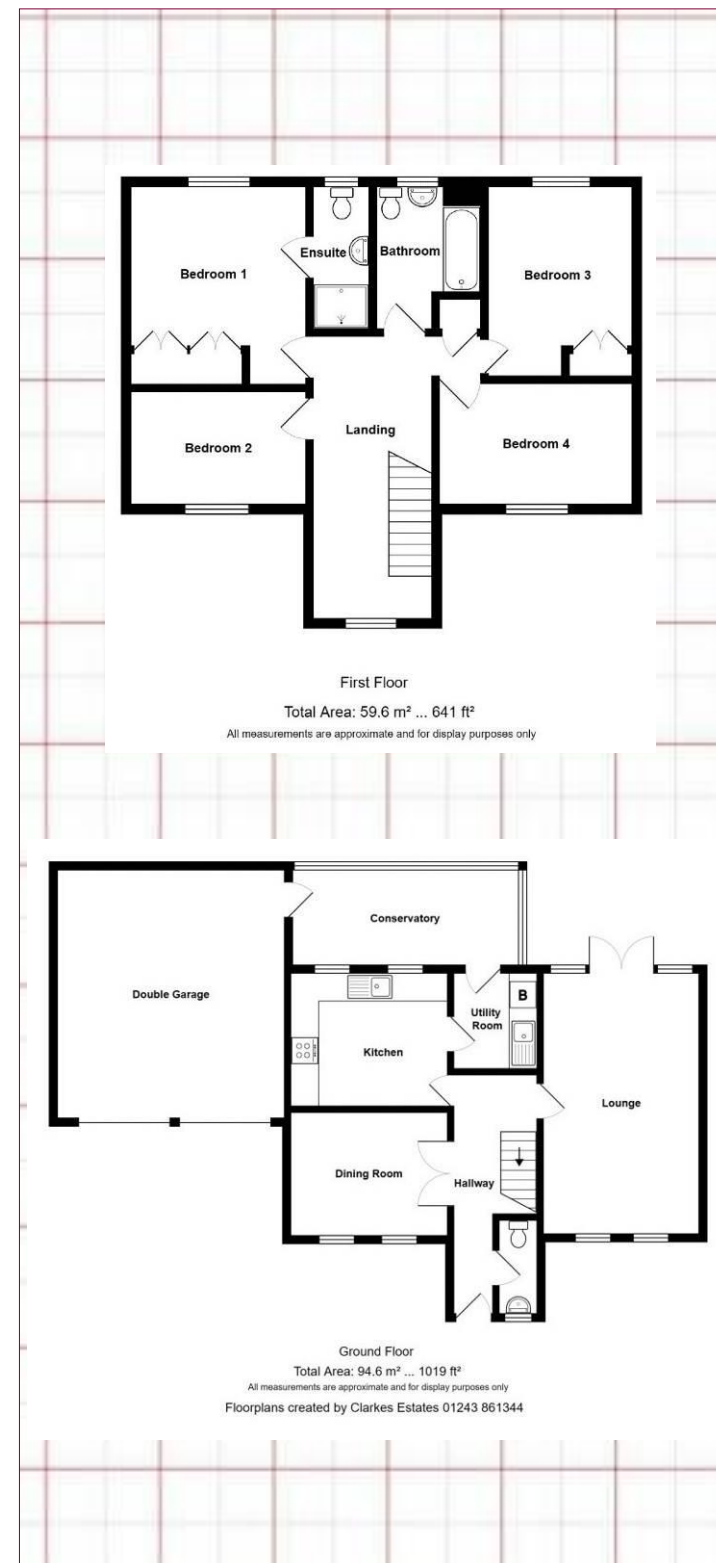 Ensuite
Bathroom
Bedroom 1
Bedroom 3
Landing
Bedroom 2
Bedroom 4
First Floor
Total Area: 59.6 m² ... 641 ft²
All measurements are approximate and for display purposes only
Conservatory
Double Garage
B
Utility
Room
Kitchen
Lounge
Dining Room
Hallway
Ground Floor
Total Area: 94.6 m² ... 1019 ft²
All measurements are approximate and for display purposes only
Floorplans created by Clarkes Estates 01243 861344